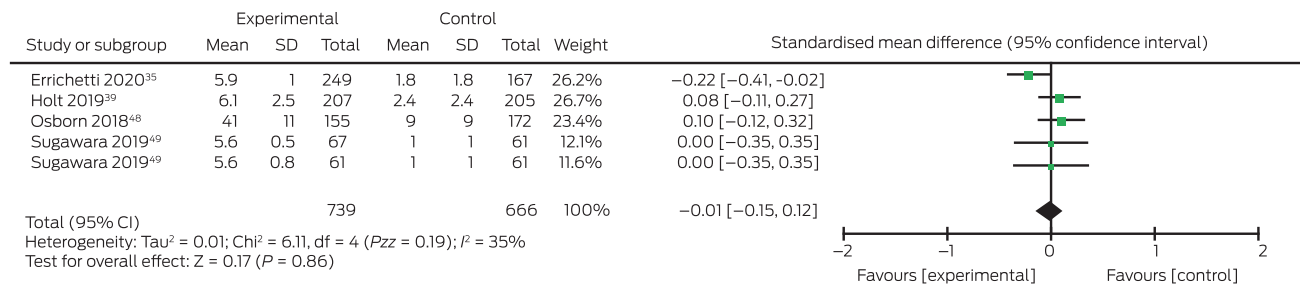 Experimental Control
Study or subgroup Mean SD Total Mean SD Total Weight Standardised mean difference (95% confidence interval)
Errichetti 2020³⁵ 5.9 1 249 1.8 1.8 167 26.2% −0.22 [−0.41, -0.02]
Holt 2019³⁹ 6.1 2.5 207 2.4 2.4 205 26.7% 0.08 [−0.11, 0.27]
Osborn 2018⁴⁸ 41 11 155 9 9 172 23.4% 0.10 [−0.12, 0.32]
Sugawara 2019⁴⁹ 5.6 0.5 67 1 1 61 12.1% 0.00 [−0.35, 0.35]
Sugawara 2019⁴⁹ 5.6 0.8 61 1 1 61 11.6% 0.00 [−0.35, 0.35]
739 666 100% −0.01 [−0.15, 0.12]
Total (95% CI)
Heterogeneity: Tau² = 0.01; Chi² = 6.11, df = 4 (Pzz = 0.19); I² = 35%
Test for overall effect: Z = 0.17 (P = 0.86)
−2 −1 0 1 2
Favours [experimental] Favours [control]